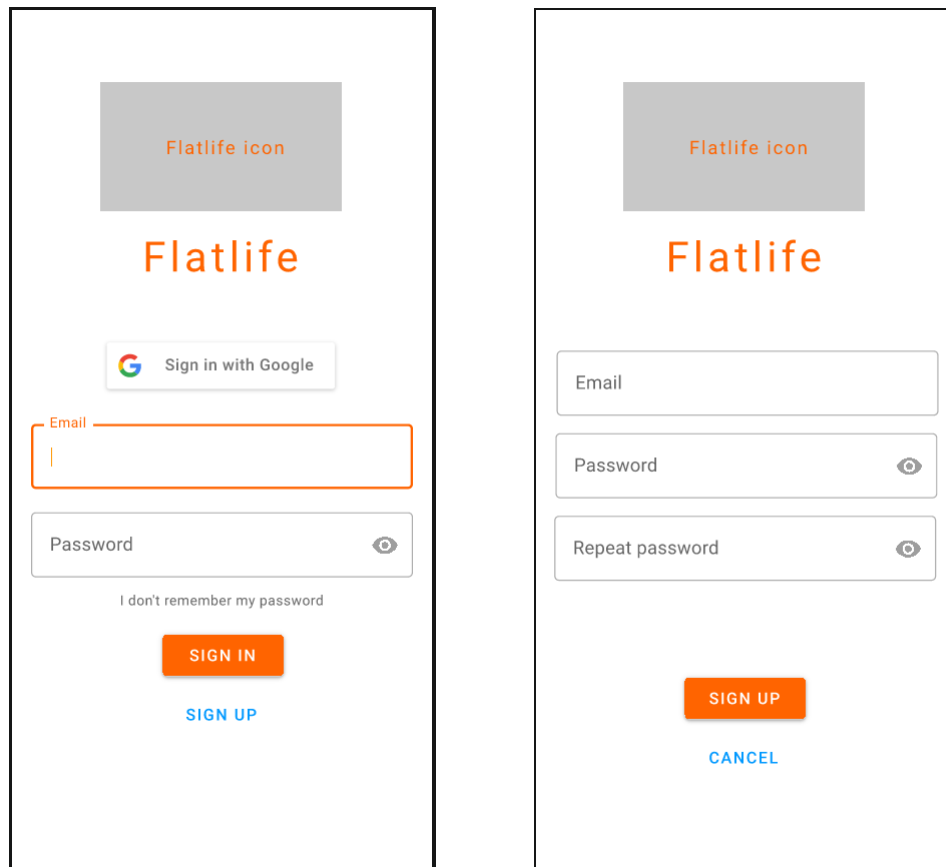 Flatlife icon
Flatlife
Sign in with Google
Email
Password
I don't remember my password
SIGN IN
SIGN UP
Flatlife icon
Flatlife
Email
Password
Repeat password
SIGN UP
CANCEL